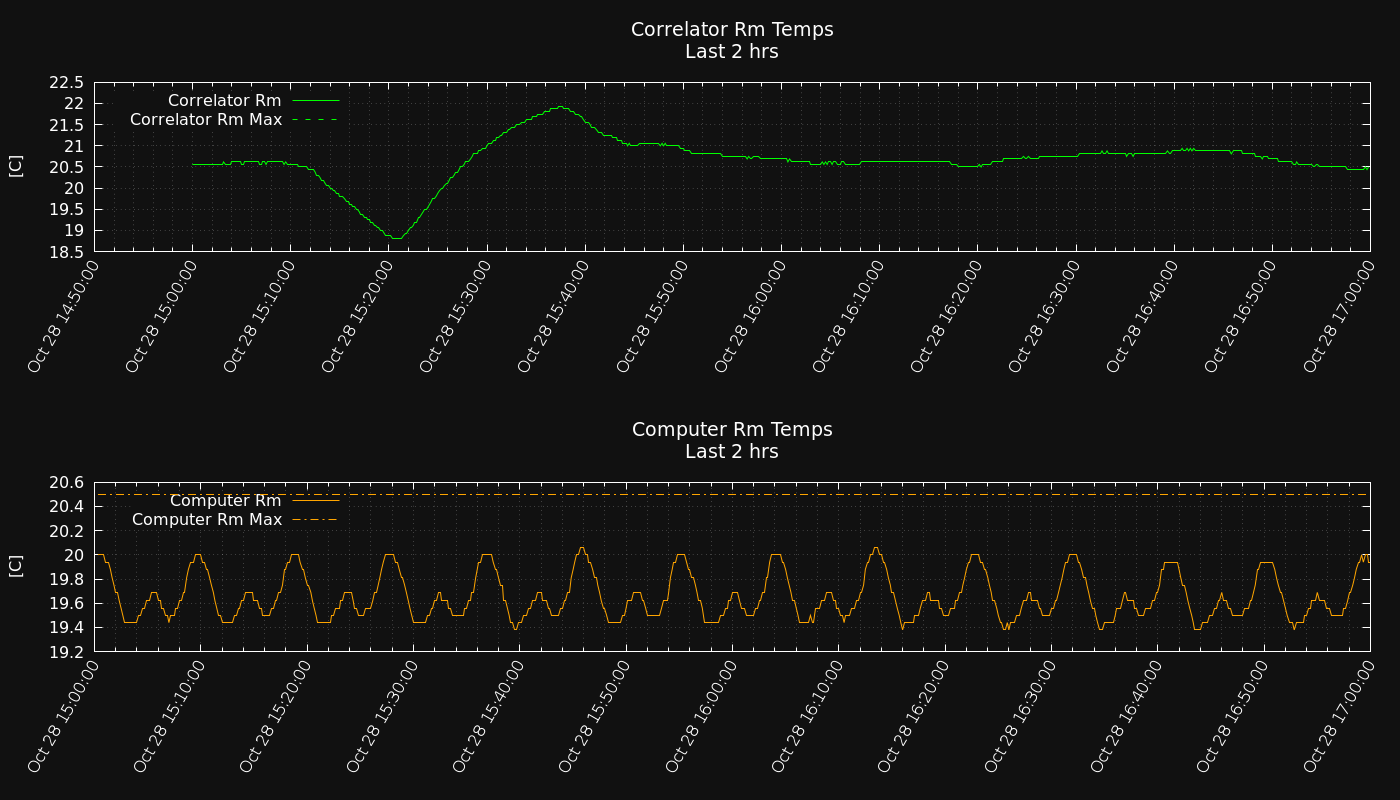 Correlator Rm Temps
Last 2 hrs
22.5
22
21.5
21
20.5
20
19.5
19
18.5
[C]
Correlator Rm
Correlator Rm Max
Oct 28 14:50:00
Oct 28 15:00:00
Oct 28 15:10:00
Oct 28 15:20:00
Oct 28 15:30:00
Oct 28 15:40:00
Oct 28 15:50:00
Oct 28 16:00:00
Oct 28 16:10:00
Oct 28 16:20:00
Oct 28 16:30:00
Oct 28 16:40:00
Oct 28 16:50:00
Oct 28 17:00:00
Computer Rm Temps
Last 2 hrs
20.6
20.4
20.2
20
19.8
19.6
19.4
19.2
[C]
Computer Rm
Computer Rm Max
Oct 28 15:00:00
Oct 28 15:10:00
Oct 28 15:20:00
Oct 28 15:30:00
Oct 28 15:40:00
Oct 28 15:50:00
Oct 28 16:00:00
Oct 28 16:10:00
Oct 28 16:20:00
Oct 28 16:30:00
Oct 28 16:40:00
Oct 28 16:50:00
Oct 28 17:00:00